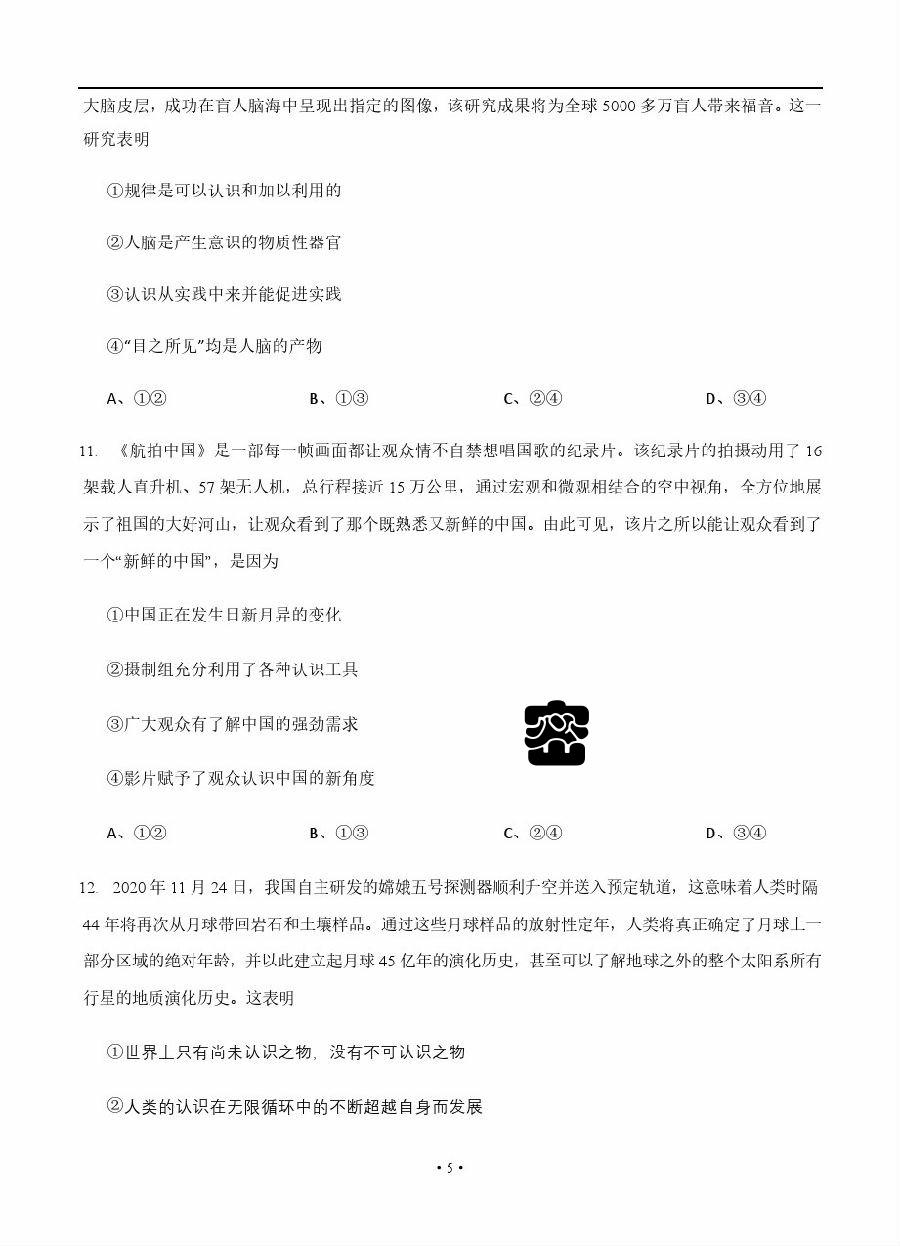 大脑皮层，成功在盲人脑海中呈现出指定的图像，该研究成果将为全球 5000 多万盲人带来福音。这一
研究表明
①规律是可以认识和加以利用的
②人脑是产生意识的物质性器官
③认识从实践中来并能促进实践
④“目之所见”均是人脑的产物
A、①② B、①③ C、②④ D、③④
11. 《航拍中国》是一部每一帧画面都让观众情不自禁想唱国歌的纪录片。该纪录片的拍摄动用了 16
架载人直升机、57 架无人机，总行程接近 15 万公里，通过宏观和微观相结合的空中视角，全方位地展
示了祖国的大好河山，让观众看到了那个既熟悉又新鲜的中国。由此可见，该片之所以能让观众看到了
一个“新鲜的中国”，是因为
①中国正在发生日新月异的变化
②摄制组充分利用了各种认识工具
③广大观众有了解中国的强劲需求
④影片赋予了观众认识中国的新角度
A、①② B、①③ C、②④ D、③④
12. 2020 年 11 月 24 日，我国自主研发的嫦娥五号探测器顺利升空并送入预定轨道，这意味着人类时隔
44 年将再次从月球带回岩石和土壤样品。通过这些月球样品的放射性定年，人类将真正确定了月球上一
部分区域的绝对年龄，并以此建立起月球 45 亿年的演化历史，甚至可以了解地球之外的整个太阳系所有
行星的地质演化历史。这表明
①世界上只有尚未认识之物，没有不可认识之物
②人类的认识在无限循环中的不断超越自身而发展
• 5 •